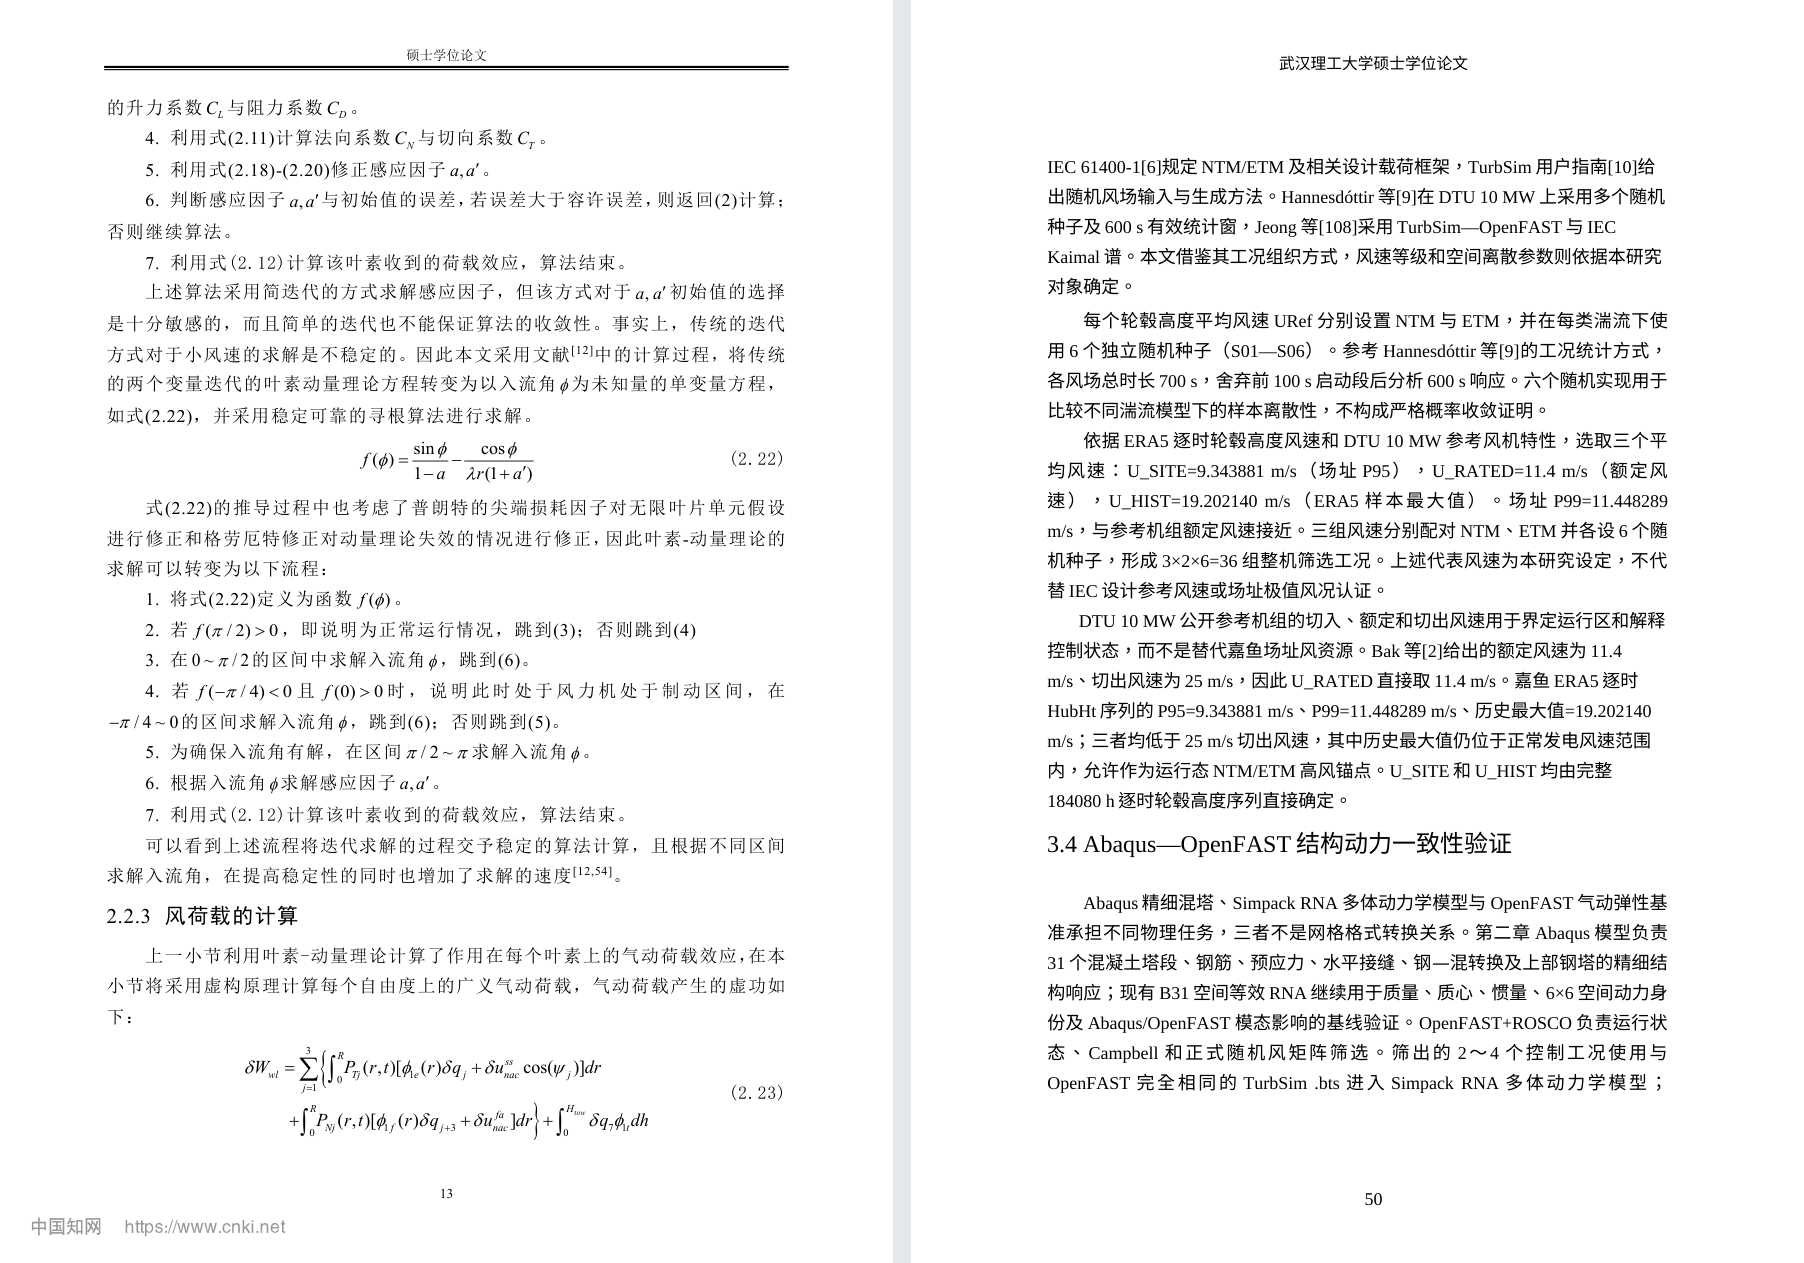 硕士学位论文
的升力系数 C_L 与阻力系数 C_D 。
4. 利用式(2.11)计算法向系数 C_N 与切向系数 C_T 。
5. 利用式(2.18)-(2.20)修正感应因子 a,a′ 。
6. 判断感应因子 a,a′ 与初始值的误差,若误差大于容许误差,则返回(2)计算;
否则继续算法。
7. 利用式(2.12)计算该叶素收到的荷载效应，算法结束。
上述算法采用简迭代的方式求解感应因子，但该方式对于 a,a′ 初始值的选择
是十分敏感的，而且简单的迭代也不能保证算法的收敛性。事实上，传统的迭代
方式对于小风速的求解是不稳定的。因此本文采用文献[12]中的计算过程，将传统
的两个变量迭代的叶素动量理论方程转变为以入流角 ϕ 为未知量的单变量方程，
如式(2.22)，并采用稳定可靠的寻根算法进行求解。
f(ϕ) = sinϕ/(1−a) − cosϕ/(λr(1+a′)) (2.22)
式(2.22)的推导过程中也考虑了普朗特的尖端损耗因子对无限叶片单元假设
进行修正和格劳厄特修正对动量理论失效的情况进行修正,因此叶素-动量理论的
求解可以转变为以下流程：
1. 将式(2.22)定义为函数 f(ϕ) 。
2. 若 f(π/2)>0，即说明为正常运行情况，跳到(3)；否则跳到(4)
3. 在 0~π/2 的区间中求解入流角 ϕ，跳到(6)。
4. 若 f(−π/4)<0 且 f(0)>0 时，说明此时处于风力机处于制动区间，在
−π/4~0 的区间求解入流角 ϕ，跳到(6)；否则跳到(5)。
5. 为确保入流角有解，在区间 π/2~π 求解入流角 ϕ。
6. 根据入流角 ϕ 求解感应因子 a,a′ 。
7. 利用式(2.12)计算该叶素收到的荷载效应，算法结束。
可以看到上述流程将迭代求解的过程交予稳定的算法计算，且根据不同区间
求解入流角，在提高稳定性的同时也增加了求解的速度[12,54]。
2.2.3 风荷载的计算
上一小节利用叶素-动量理论计算了作用在每个叶素上的气动荷载效应,在本
小节将采用虚构原理计算每个自由度上的广义气动荷载，气动荷载产生的虚功如
下：
δW_wl = ∑_{j=1}^{3} {∫_0^R P_Tj(r,t)[ϕ_1e(r)δq_j + δu_nac^ss cos(ψ_j)]dr
+∫_0^R P_Nj(r,t)[ϕ_1f(r)δq_{j+3} + δu_nac^fa]dr} + ∫_0^{H_tow} δq_7ϕ_1t dh (2.23)
13
中国知网 https://www.cnki.net
武汉理工大学硕士学位论文
IEC 61400-1[6]规定 NTM/ETM 及相关设计载荷框架，TurbSim 用户指南[10]给
出随机风场输入与生成方法。Hannesdóttir 等[9]在 DTU 10 MW 上采用多个随机
种子及 600 s 有效统计窗，Jeong 等[108]采用 TurbSim—OpenFAST 与 IEC
Kaimal 谱。本文借鉴其工况组织方式，风速等级和空间离散参数则依据本研究
对象确定。
每个轮毂高度平均风速 URef 分别设置 NTM 与 ETM，并在每类湍流下使
用 6 个独立随机种子（S01—S06）。参考 Hannesdóttir 等[9]的工况统计方式，
各风场总时长 700 s，舍弃前 100 s 启动段后分析 600 s 响应。六个随机实现用于
比较不同湍流模型下的样本离散性，不构成严格概率收敛证明。
依据 ERA5 逐时轮毂高度风速和 DTU 10 MW 参考风机特性，选取三个平
均风速：U_SITE=9.343881 m/s（场址 P95），U_RATED=11.4 m/s（额定风
速），U_HIST=19.202140 m/s（ERA5 样本最大值）。场址 P99=11.448289
m/s，与参考机组额定风速接近。三组风速分别配对 NTM、ETM 并各设 6 个随
机种子，形成 3×2×6=36 组整机筛选工况。上述代表风速为本研究设定，不代
替 IEC 设计参考风速或场址极值风况认证。
DTU 10 MW 公开参考机组的切入、额定和切出风速用于界定运行区和解释
控制状态，而不是替代嘉鱼场址风资源。Bak 等[2]给出的额定风速为 11.4
m/s、切出风速为 25 m/s，因此 U_RATED 直接取 11.4 m/s。嘉鱼 ERA5 逐时
HubHt 序列的 P95=9.343881 m/s、P99=11.448289 m/s、历史最大值=19.202140
m/s；三者均低于 25 m/s 切出风速，其中历史最大值仍位于正常发电风速范围
内，允许作为运行态 NTM/ETM 高风锚点。U_SITE 和 U_HIST 均由完整
184080 h 逐时轮毂高度序列直接确定。
3.4 Abaqus—OpenFAST 结构动力一致性验证
Abaqus 精细混塔、Simpack RNA 多体动力学模型与 OpenFAST 气动弹性基
准承担不同物理任务，三者不是网格格式转换关系。第二章 Abaqus 模型负责
31 个混凝土塔段、钢筋、预应力、水平接缝、钢—混转换及上部钢塔的精细结
构响应；现有 B31 空间等效 RNA 继续用于质量、质心、惯量、6×6 空间动力身
份及 Abaqus/OpenFAST 模态影响的基线验证。OpenFAST+ROSCO 负责运行状
态、Campbell 和正式随机风矩阵筛选。筛出的 2～4 个控制工况使用与
OpenFAST 完全相同的 TurbSim .bts 进入 Simpack RNA 多体动力学模型；
50